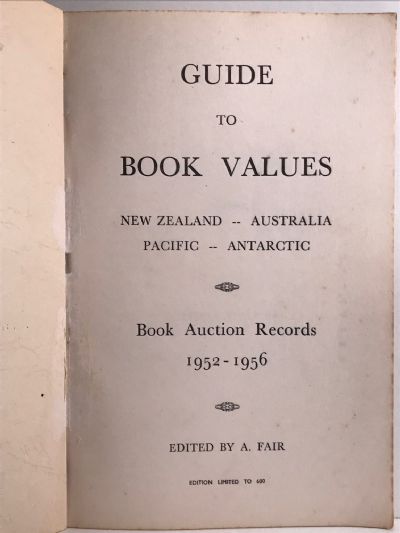 GUIDE
TO
BOOK VALUES
NEW ZEALAND -- AUSTRALIA
PACIFIC -- ANTARCTIC
Book Auction Records
1952-1956
EDITED BY A. FAIR
EDITION LIMITED TO 600